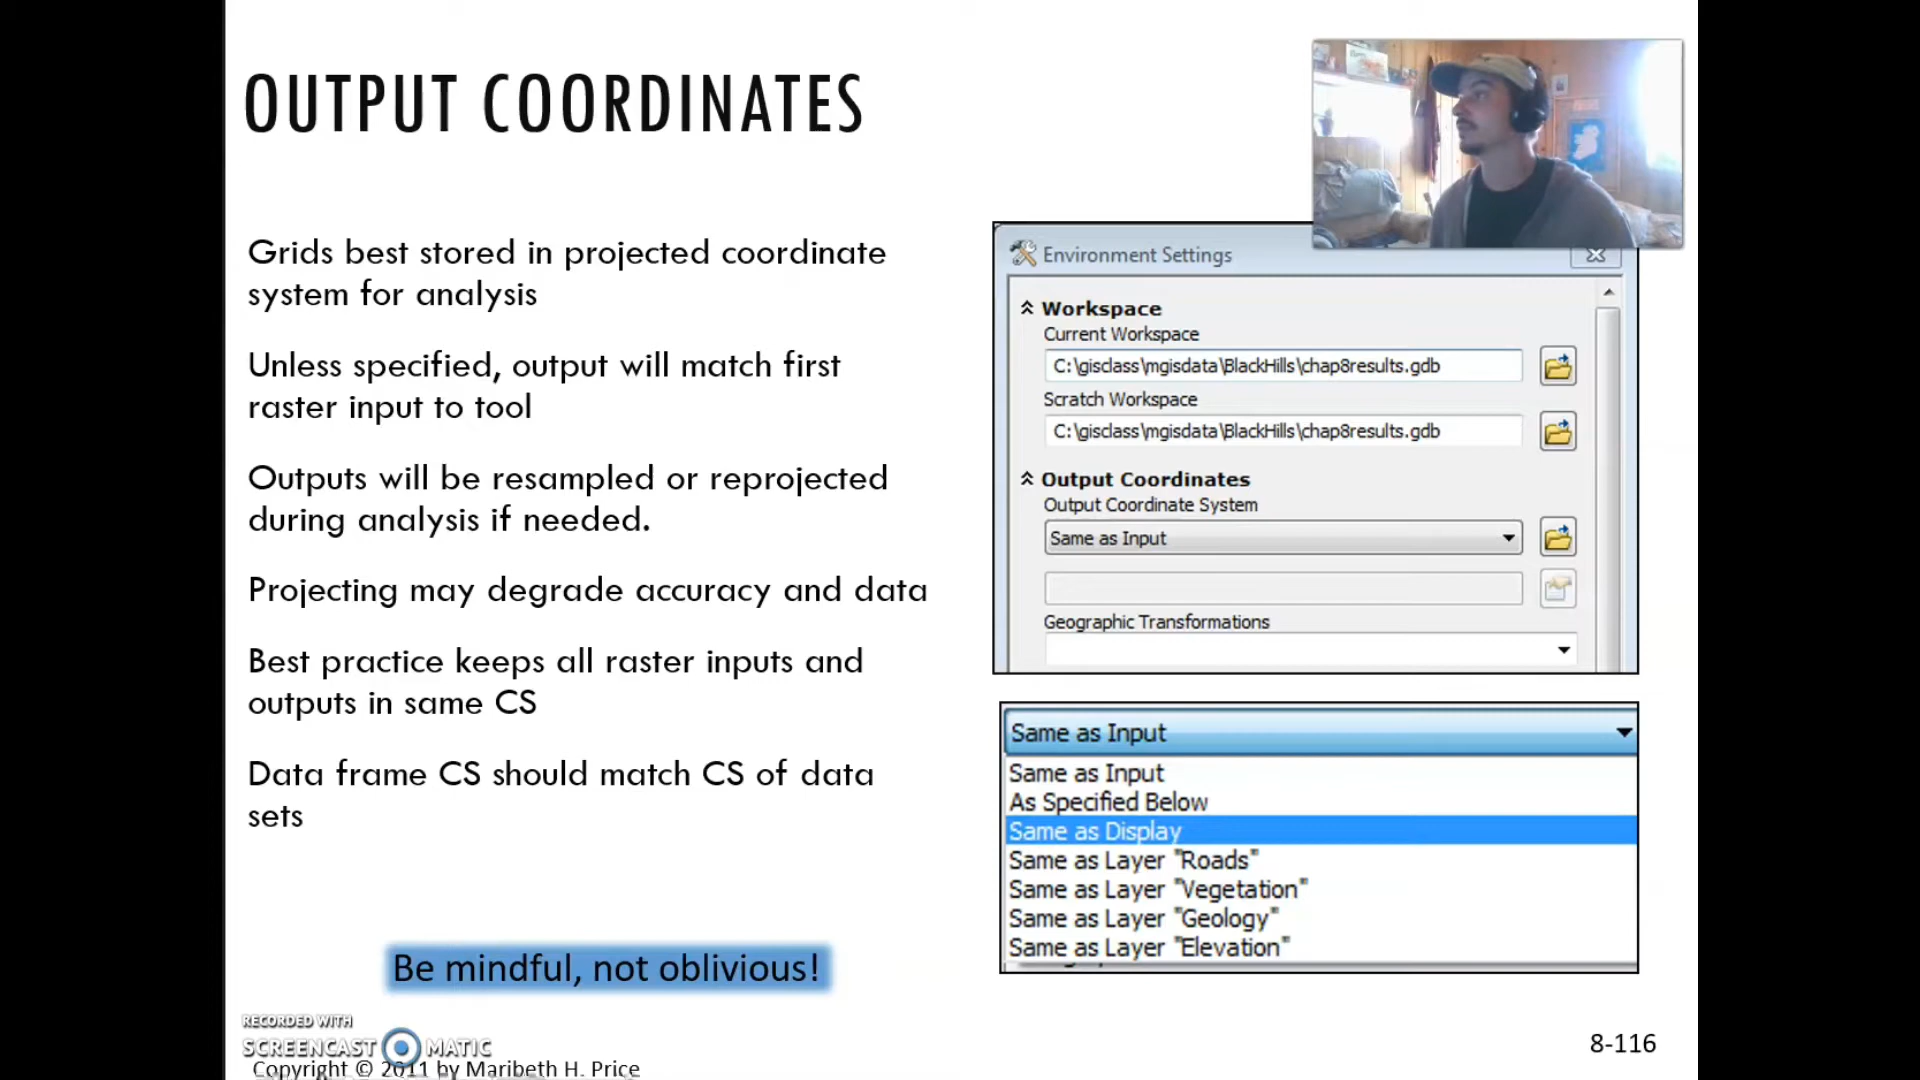 OUTPUT COORDINATES
Grids best stored in projected coordinate
system for analysis
Unless specified, output will match first
raster input to tool
Outputs will be resampled or reprojected
during analysis if needed.
Projecting may degrade accuracy and data
Best practice keeps all raster inputs and
outputs in same CS
Data frame CS should match CS of data
sets
Be mindful, not oblivious!
Environment Settings
Workspace
Current Workspace
C:\gisclass\mgisdata\BlackHills\chap8results.gdb
Scratch Workspace
C:\gisclass\mgisdata\BlackHills\chap8results.gdb
Output Coordinates
Output Coordinate System
Same as Input
Geographic Transformations
Same as Input
Same as Input
As Specified Below
Same as Display
Same as Layer "Roads"
Same as Layer "Vegetation"
Same as Layer "Geology"
Same as Layer "Elevation"
RECORDED WITH
SCREENCAST MATIC
Copyright © 2011 by Maribeth H. Price
8-116